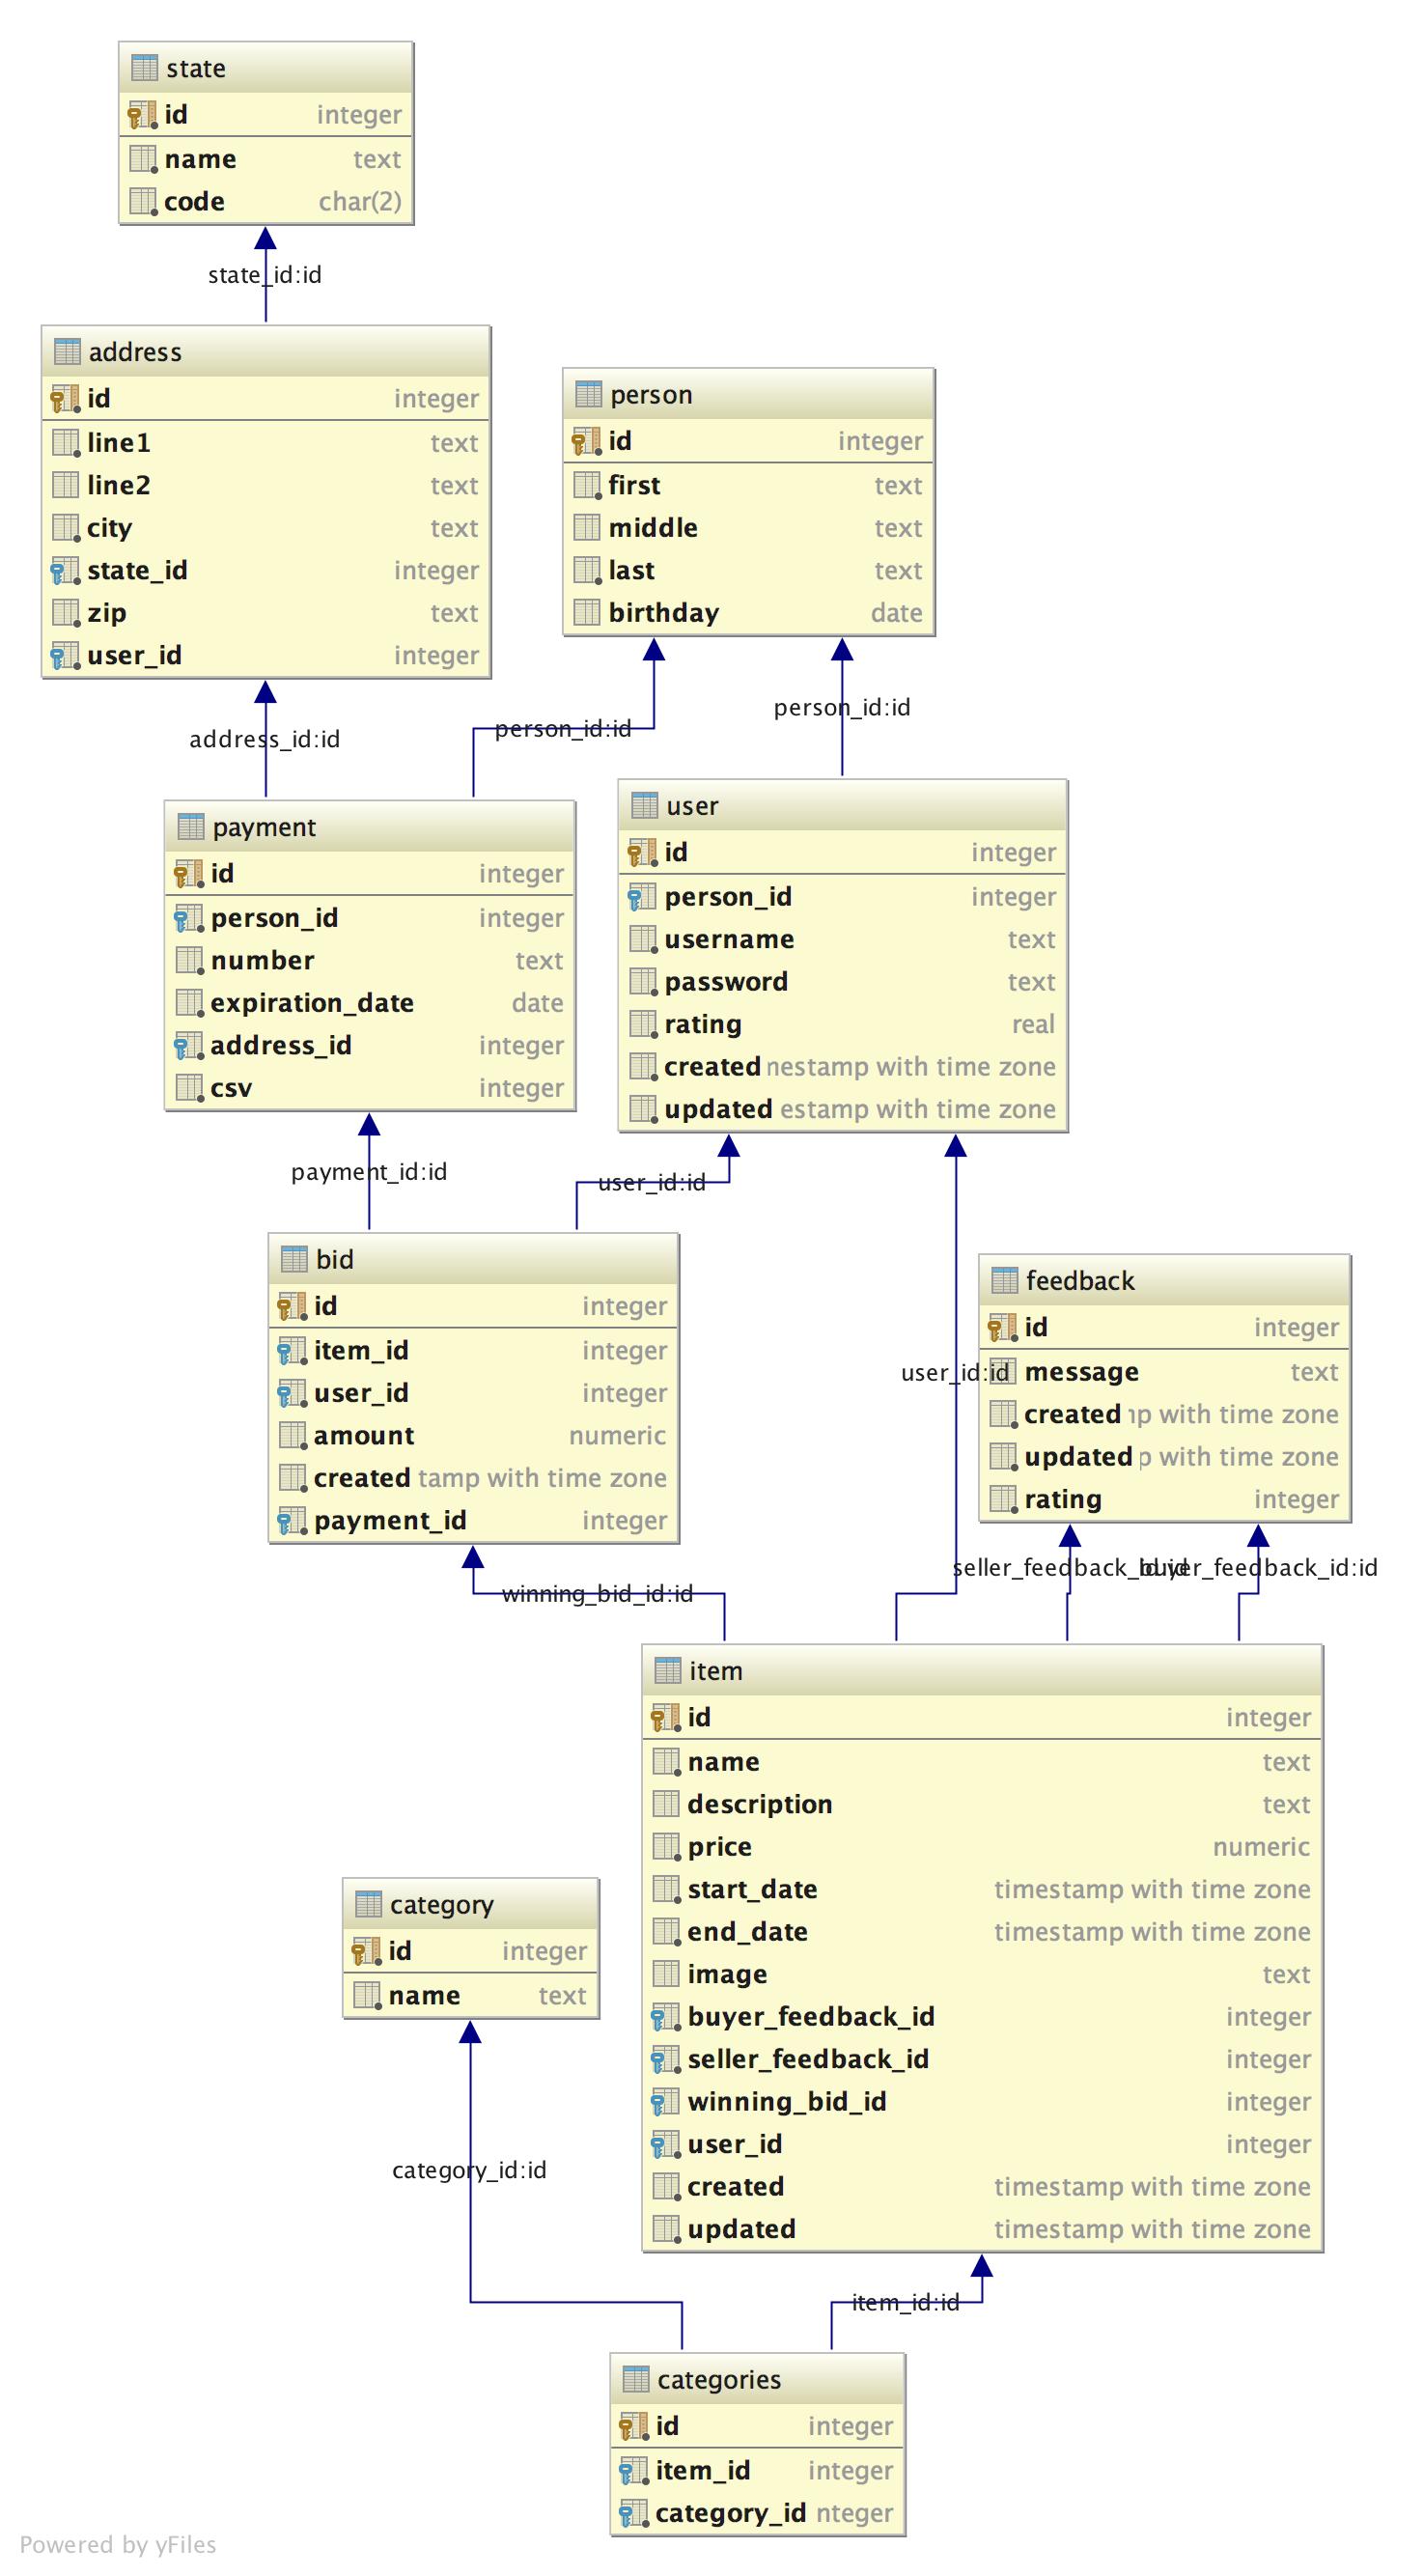 state
id integer
name text
code char(2)
state_id:id
address
id integer
line1 text
line2 text
city text
state_id integer
zip text
user_id integer
person
id integer
first text
middle text
last text
birthday date
address_id:id
person_id:id
person_id:id
payment
id integer
person_id integer
number text
expiration_date date
address_id integer
csv integer
user
id integer
person_id integer
username text
password text
rating real
created nestamp with time zone
updated estamp with time zone
payment_id:id
user_id:id
user_id:id
bid
id integer
item_id integer
user_id integer
amount numeric
created tamp with time zone
payment_id integer
feedback
id integer
message text
created np with time zone
updated p with time zone
rating integer
winning_bid_id:id
seller_feedback_id:id
buyer_feedback_id:id
item
id integer
name text
description text
price numeric
start_date timestamp with time zone
end_date timestamp with time zone
image text
buyer_feedback_id integer
seller_feedback_id integer
winning_bid_id integer
user_id integer
created timestamp with time zone
updated timestamp with time zone
category
id integer
name text
category_id:id
item_id:id
categories
id integer
item_id integer
category_id nteger
Powered by yFiles